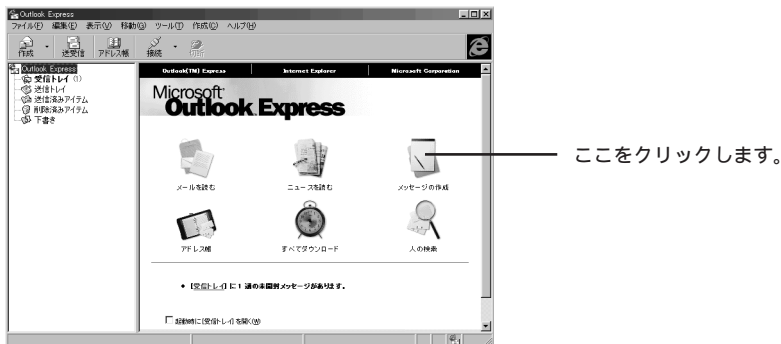 Outlook Express
ファイル(F) 編集(E) 表示(V) 移動(G) ツール(T) 作成(C) ヘルプ(H)
作成 送受信 アドレス帳 接続 切断
Outlook Express
受信トレイ (1)
送信トレイ
送信済みアイテム
削除済みアイテム
下書き
Outlook(TM) Express Internet Explorer Microsoft Corporation
Microsoft
Outlook Express
メールを読む ニュースを読む メッセージの作成
アドレス帳 すべてダウンロード 人の検索
[受信トレイ] に 1 通の未開封メッセージがあります。
起動時に [受信トレイ] を開く(W)
ここをクリックします。